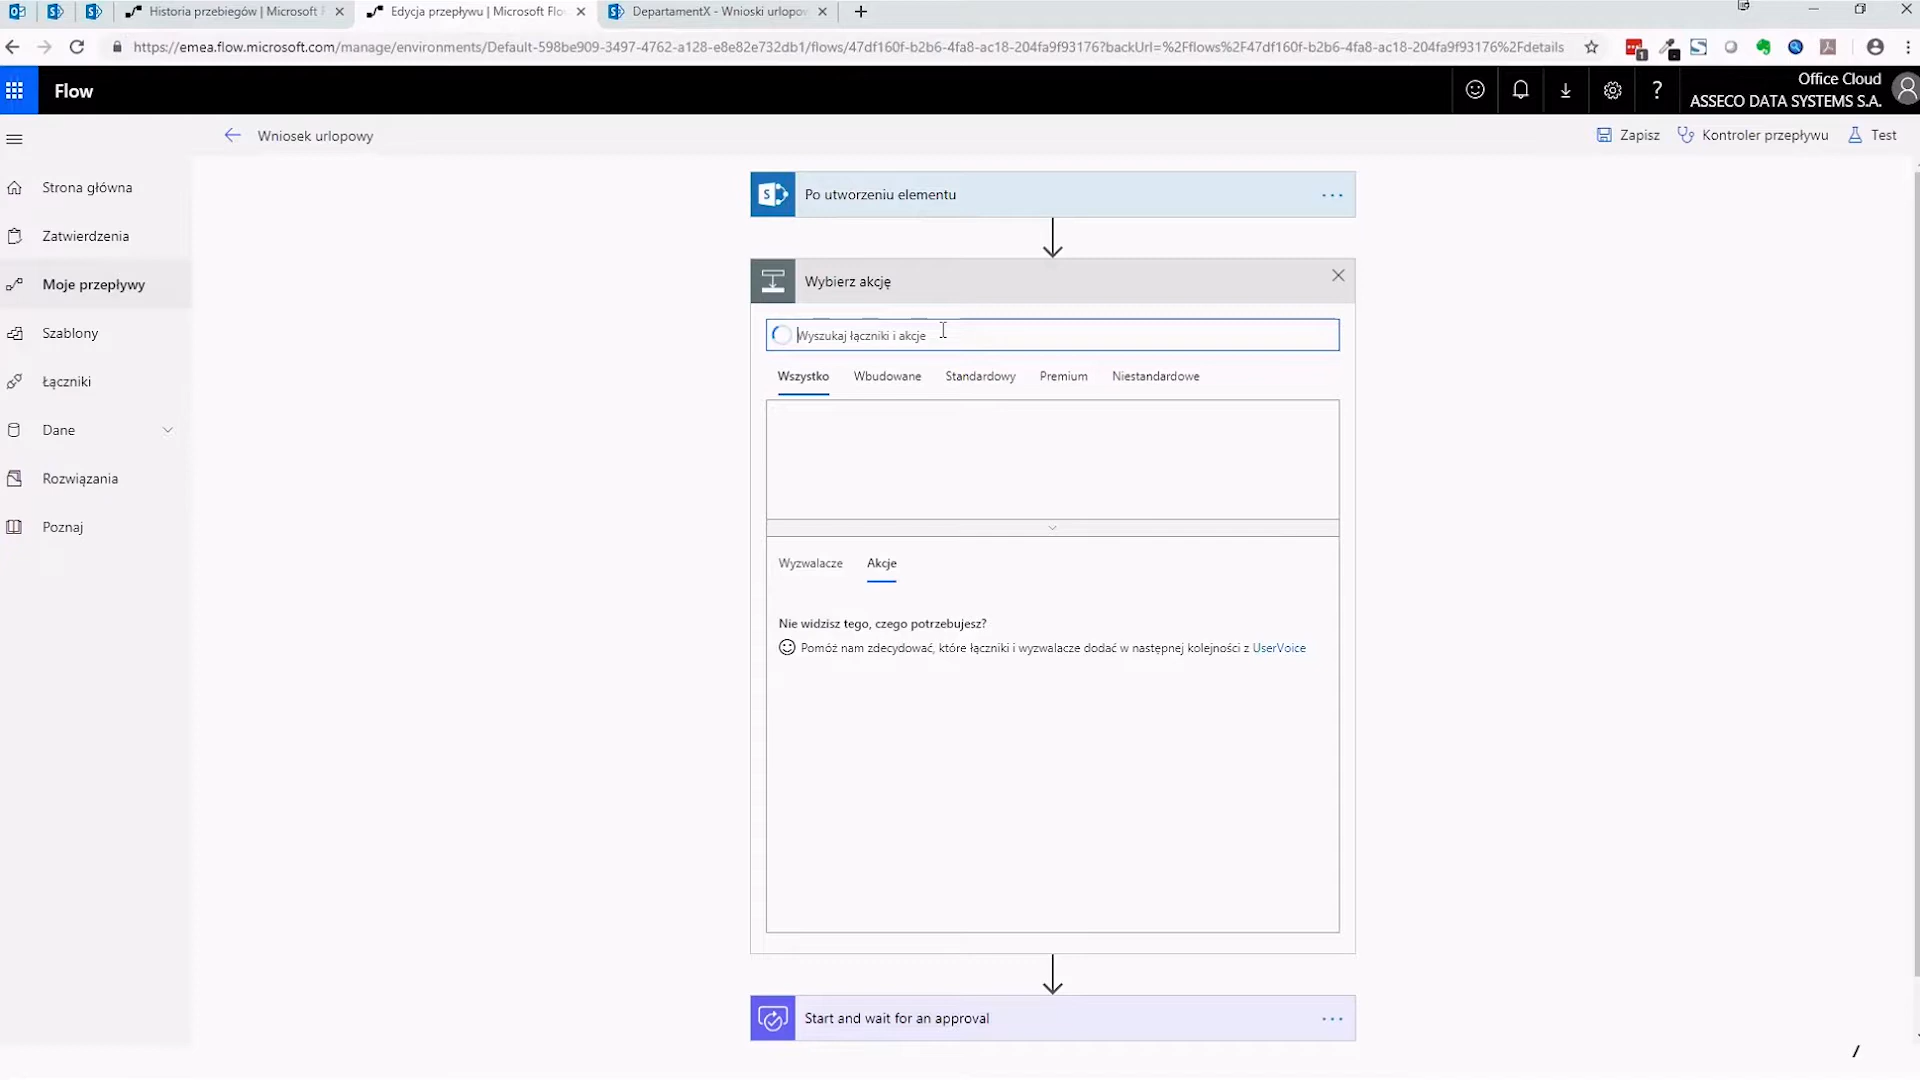 Historia przebiegów | Microsoft F
Edycja przepływu | Microsoft Flo
DepartamentX - Wnioski urlopow
https://emea.flow.microsoft.com/manage/environments/Default-598be909-3497-4762-a128-e8e82e732db1/flows/47df160f-b2b6-4fa8-ac18-204fa9f93176?backUrl=%2Fflows%2F47df160f-b2b6-4fa8-ac18-204fa9f93176%2Fdetails
Flow
?
Office Cloud
ASSECO DATA SYSTEMS S.A.
Wniosek urlopowy
Zapisz
Kontroler przepływu
Test
Strona główna
Zatwierdzenia
Moje przepływy
Szablony
Łączniki
Dane
Rozwiązania
Poznaj
Po utworzeniu elementu
Wybierz akcję
Wyszukaj łączniki i akcje
Wszystko Wbudowane Standardowy Premium Niestandardowe
Wyzwalacze Akcje
Nie widzisz tego, czego potrzebujesz?
Pomóż nam zdecydować, które łączniki i wyzwalacze dodać w następnej kolejności z UserVoice
Start and wait for an approval
/